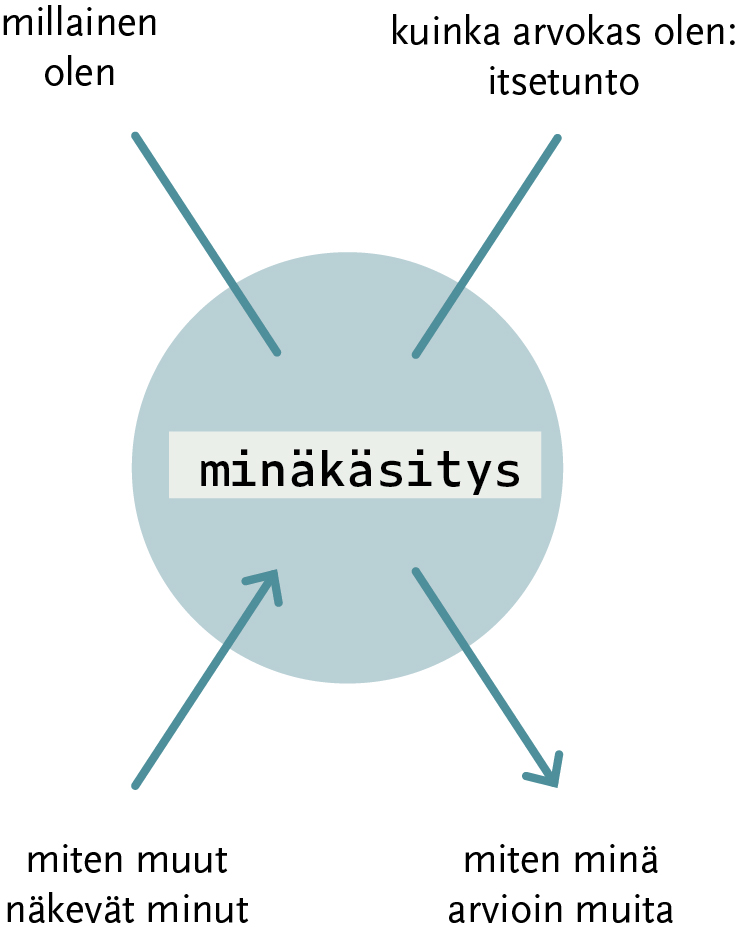 millainen
olen
kuinka arvokas olen:
itsetunto
minäkäsitys
miten muut
näkevät minut
miten minä
arvioin muita